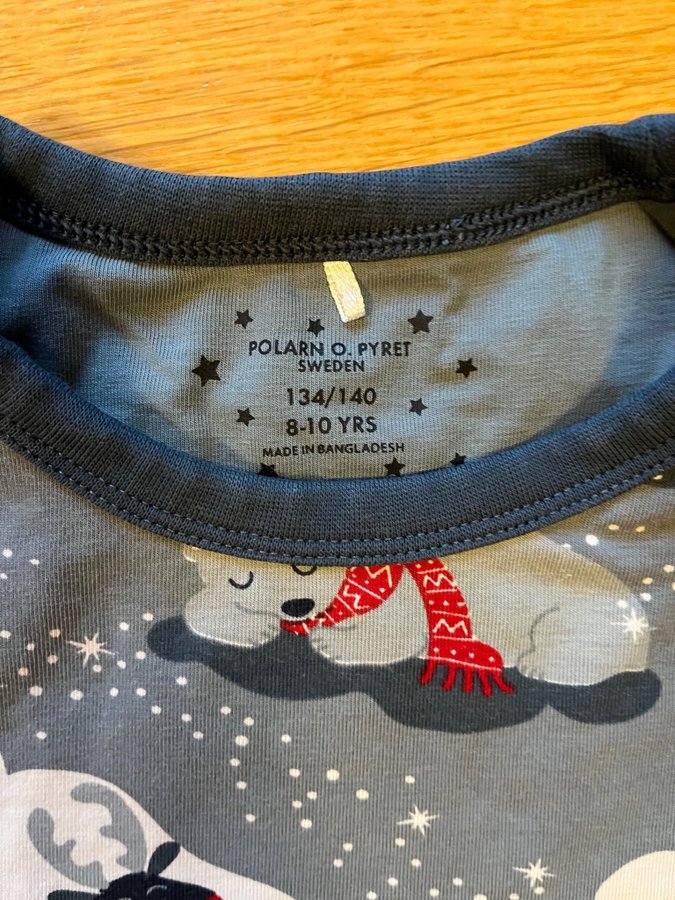 POLARN O. PYRET
SWEDEN
134/140
8-10 YRS
MADE IN BANGLADESH